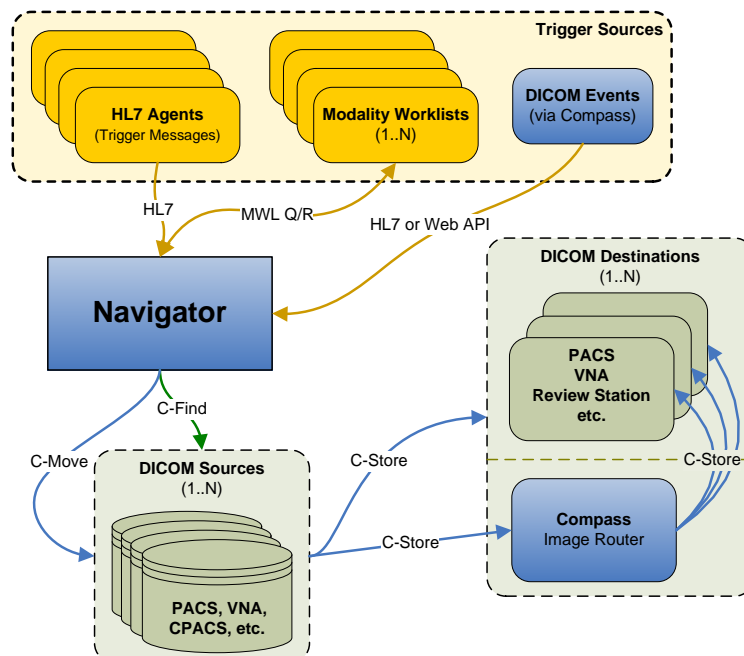 Trigger Sources
HL7 Agents
(Trigger Messages)
Modality Worklists
(1..N)
DICOM Events
(via Compass)
HL7
MWL Q/R
HL7 or Web API
Navigator
DICOM Destinations
(1..N)
PACS
VNA
Review Station
etc.
C-Find
C-Move
C-Store
C-Store
DICOM Sources
(1..N)
C-Store
Compass
Image Router
PACS, VNA,
CPACS, etc.